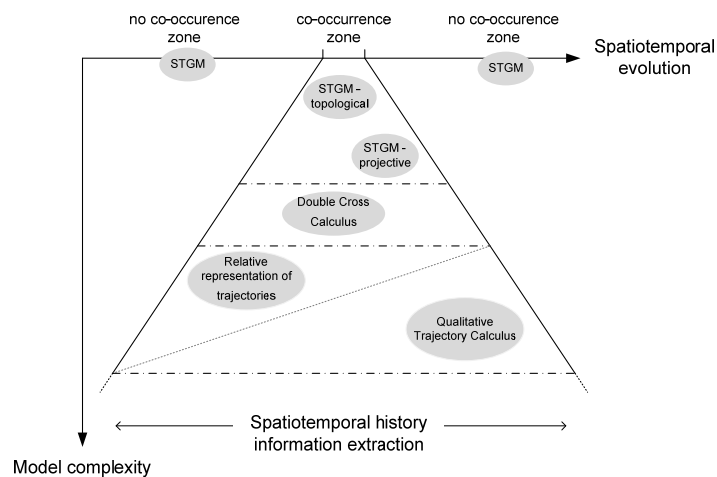 no co-occurence
zone
co-occurrence
zone
no co-occurence
zone
Spatiotemporal
evolution
STGM
STGM
STGM –
topological
STGM -
projective
Double Cross
Calculus
Relative
representation of
trajectories
Qualitative
Trajectory Calculus
Spatiotemporal history
information extraction
Model complexity